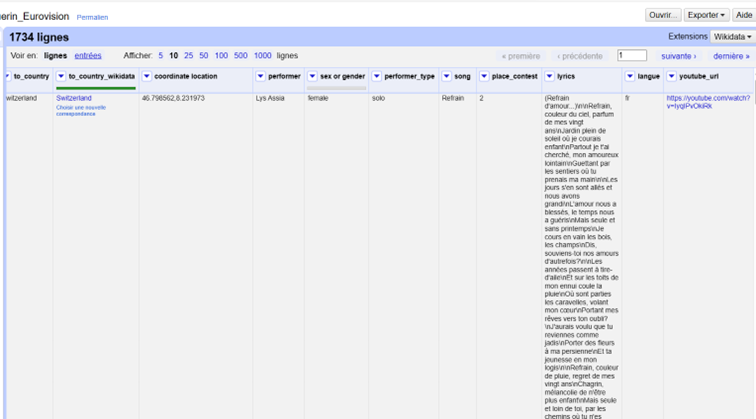 erin_Eurovision Permalien
Ouvrir... Exporter Aide
1734 lignes
Extensions Wikidata
Voir en: lignes entrées Afficher: 5 10 25 50 100 500 1000 lignes
« première ‹ précédente 1 suivante › dernière »
to_country to_country_wikidata coordinate location performer sex or gender performer_type song place_contest lyrics langue youtube_url
witzerland Switzerland 46.798562,8.231973 Lys Assia female solo Refrain 2
Choisir une nouvelle
correspondance
(Refrain
d'amour...)\n\nRefrain,
couleur du ciel, parfum
de mes vingt
ans\nJardin plein de
soleil où je courais
enfant\nPartout je t'ai
cherché, mon amoureux
lointain\nGuettant par
les sentiers où tu
prenais ma main\n\nLes
jours s'en sont allés et
nous avons
grandi\nL'amour nous a
blessés, le temps nous
a guéris\nMais seule et
sans printemps\nJe
cours en vain les bois,
les champs\nDis,
souviens-toi nos amours
d'autrefois?\n\nLes
années passent à tire-
d'aile\nEt sur les toits de
mon ennui coule la
pluie\nOù sont parties
les caravelles, volant
mon cœur\nPortant mes
rêves vers ton oubli?
\nJ'aurais voulu que tu
reviennes comme
jadis\nPorter des fleurs
à ma persienne\nEt ta
jeunesse en mon
logis\n\nRefrain, couleur
de pluie, regret de mes
vingt ans\nChagrin,
mélancolie de n'être
plus enfant\nMais seule
et loin de toi, par les
chemins où tu n'es
fr
https://youtube.com/watch?
v=IyqIPvOkiRk